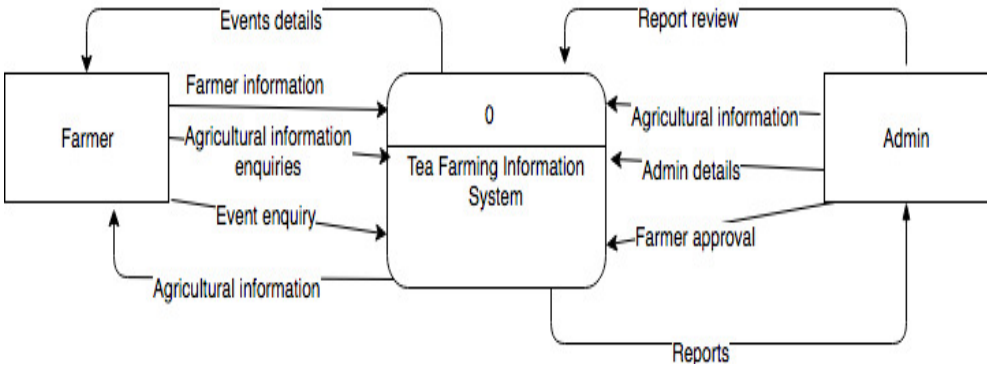 Events details
Report review
Farmer information
Farmer
Agricultural information
enquiries
Event enquiry
Agricultural information
0
Tea Farming Information
System
Agricultural information
Admin
Admin details
Farmer approval
Reports